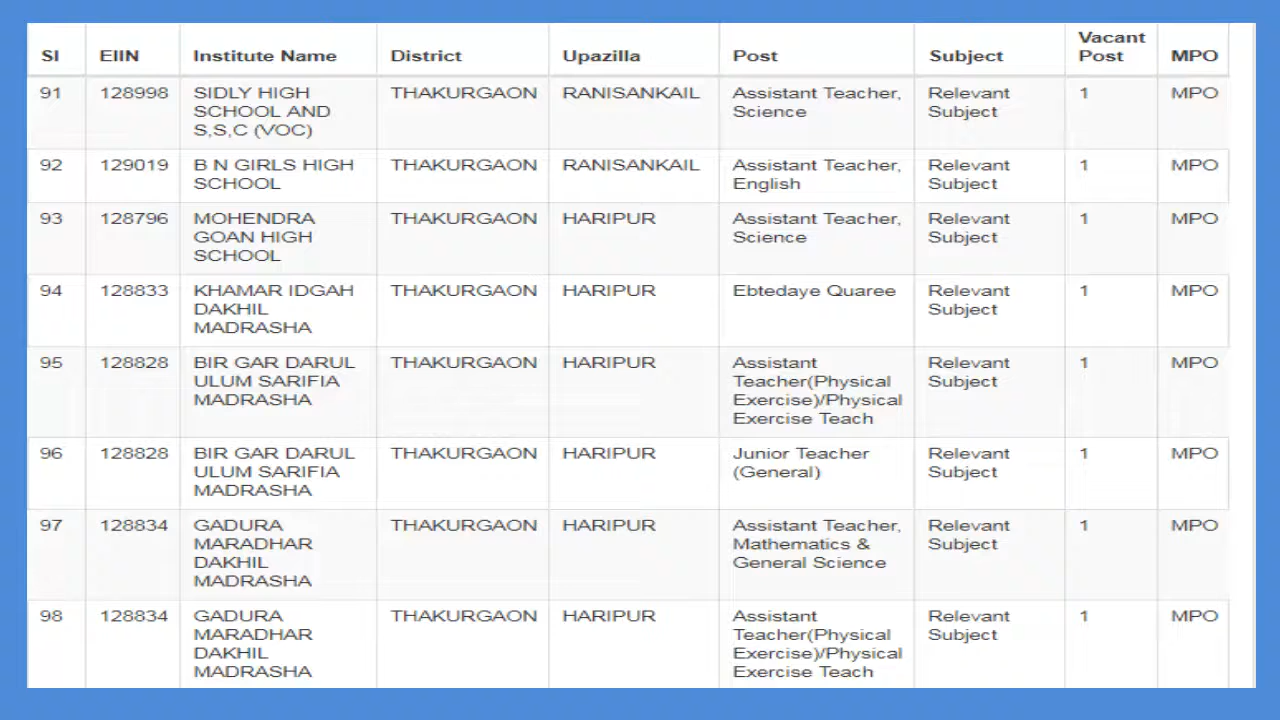 Sl EIIN Institute Name District Upazilla Post Subject Vacant Post MPO
91 128998 SIDLY HIGH SCHOOL AND S,S,C (VOC) THAKURGAON RANISANKAIL Assistant Teacher, Science Relevant Subject 1 MPO
92 129019 B N GIRLS HIGH SCHOOL THAKURGAON RANISANKAIL Assistant Teacher, English Relevant Subject 1 MPO
93 128796 MOHENDRA GOAN HIGH SCHOOL THAKURGAON HARIPUR Assistant Teacher, Science Relevant Subject 1 MPO
94 128833 KHAMAR IDGAH DAKHIL MADRASHA THAKURGAON HARIPUR Ebtedaye Quaree Relevant Subject 1 MPO
95 128828 BIR GAR DARUL ULUM SARIFIA MADRASHA THAKURGAON HARIPUR Assistant Teacher(Physical Exercise)/Physical Exercise Teach Relevant Subject 1 MPO
96 128828 BIR GAR DARUL ULUM SARIFIA MADRASHA THAKURGAON HARIPUR Junior Teacher (General) Relevant Subject 1 MPO
97 128834 GADURA MARADHAR DAKHIL MADRASHA THAKURGAON HARIPUR Assistant Teacher, Mathematics & General Science Relevant Subject 1 MPO
98 128834 GADURA MARADHAR DAKHIL MADRASHA THAKURGAON HARIPUR Assistant Teacher(Physical Exercise)/Physical Exercise Teach Relevant Subject 1 MPO